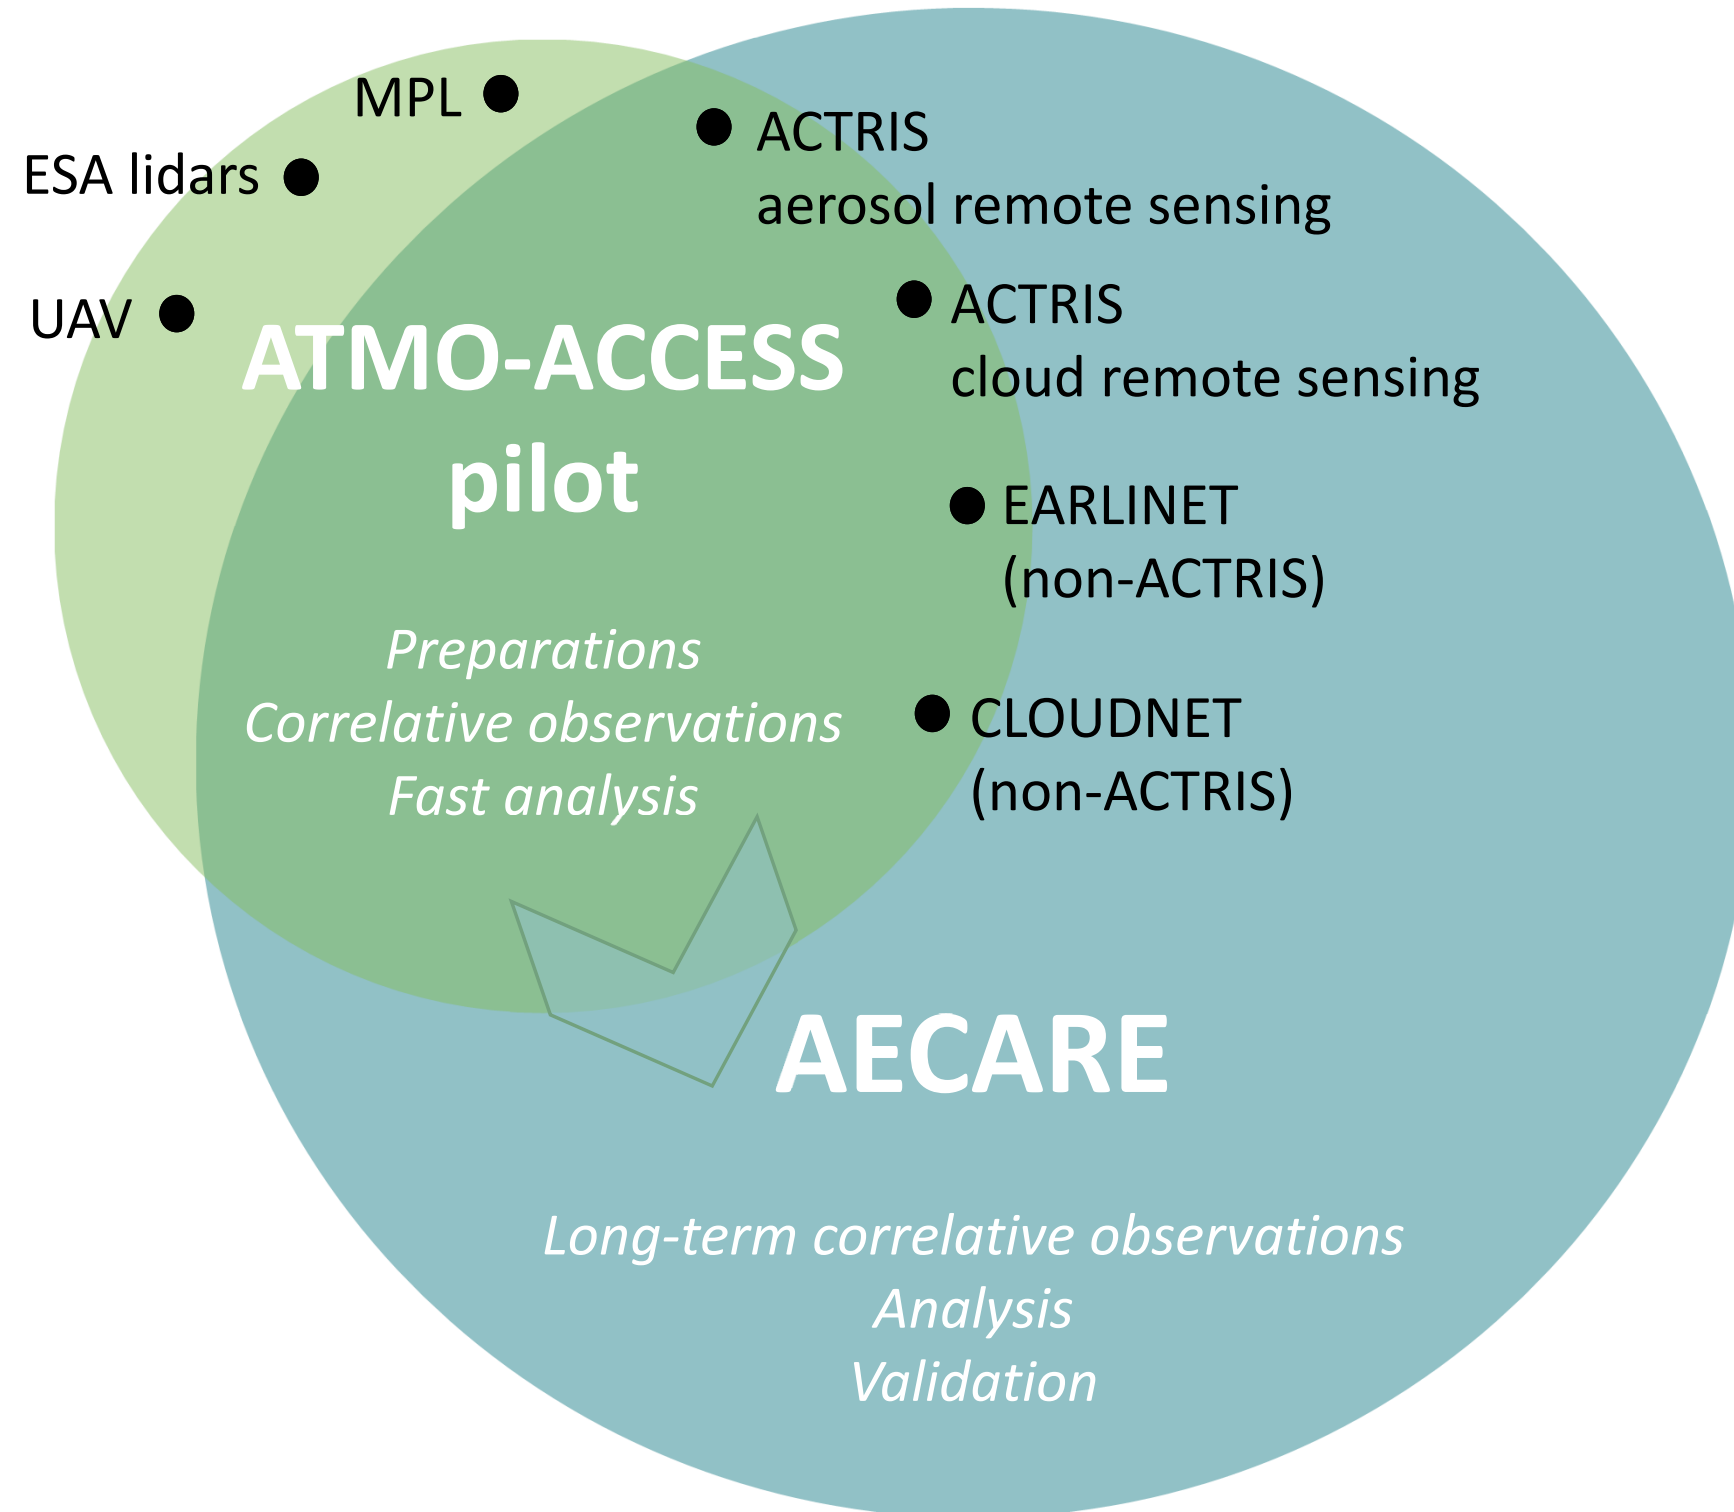 MPL
ESA lidars
UAV
ACTRIS
aerosol remote sensing
ACTRIS
cloud remote sensing
EARLINET
(non-ACTRIS)
CLOUDNET
(non-ACTRIS)
ATMO-ACCESS
pilot
Preparations
Correlative observations
Fast analysis
AECARE
Long-term correlative observations
Analysis
Validation